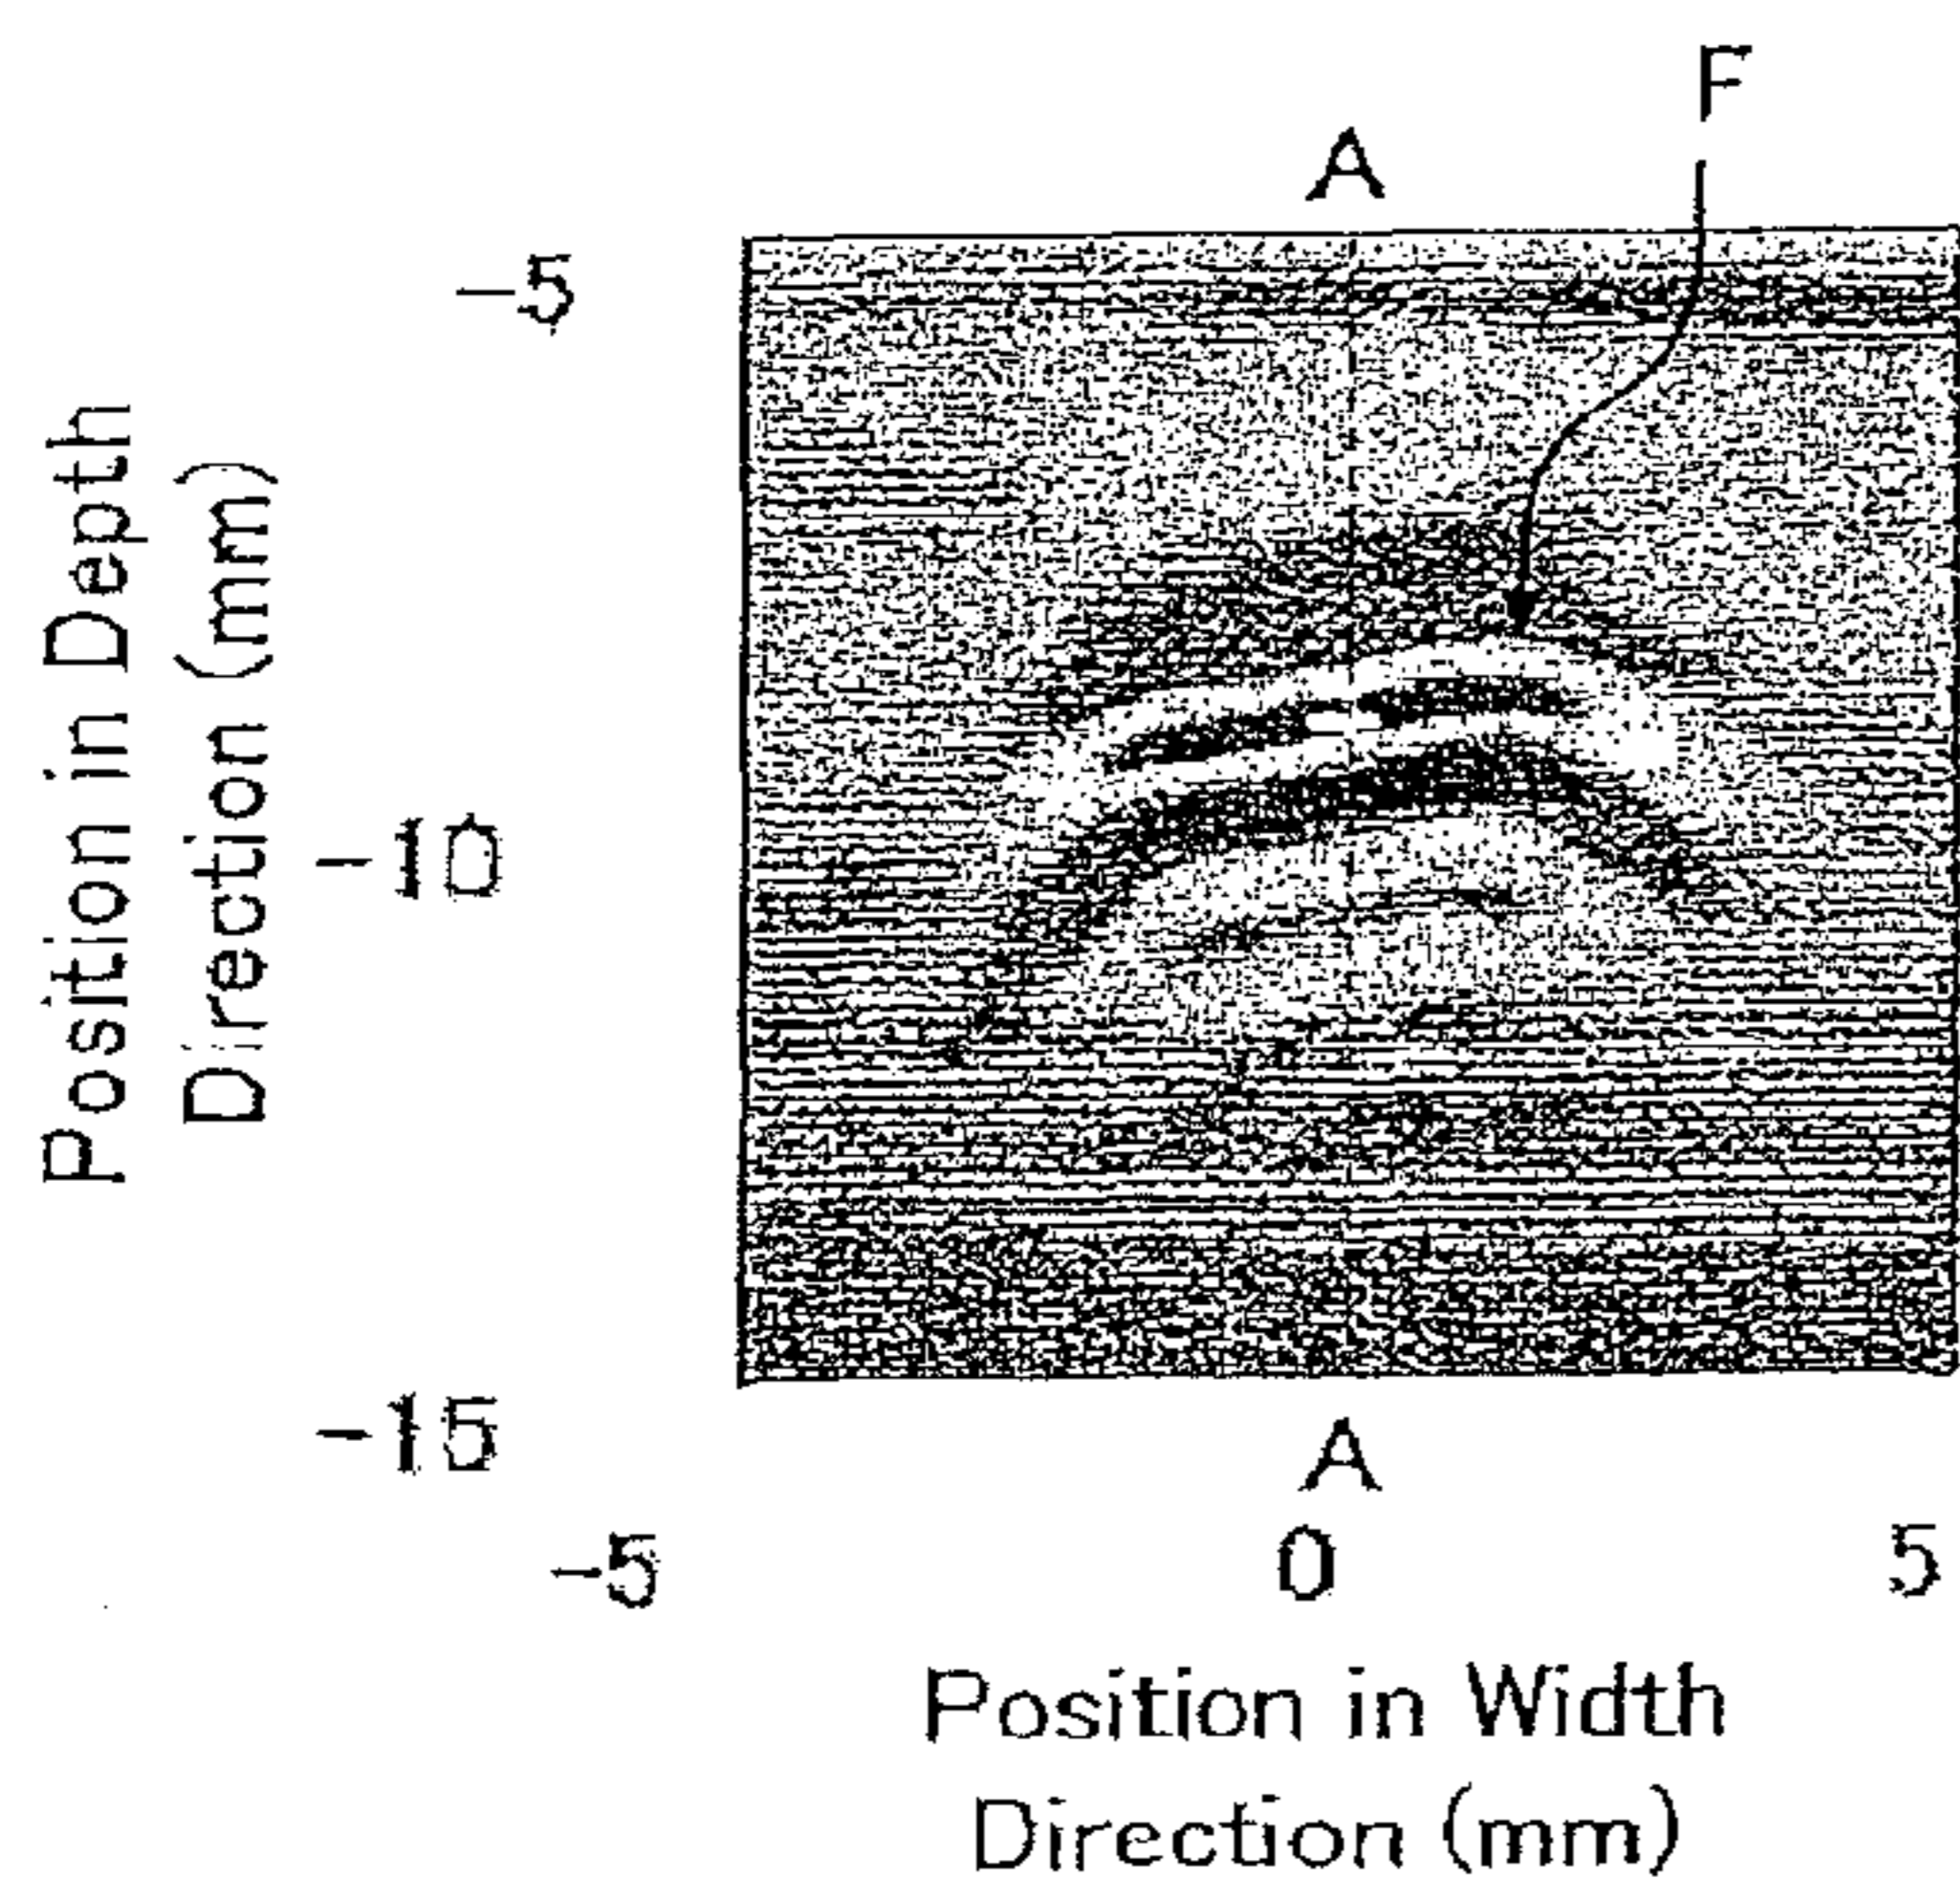 F
A
-5
Position in Depth
Direction (mm)
-10
-15
A
-5 0 5
Position in Width
Direction (mm)